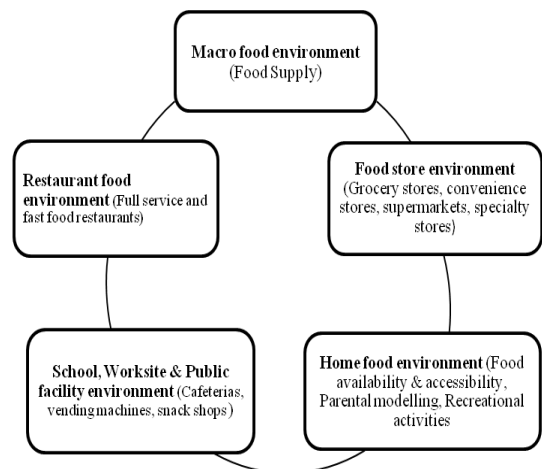 Macro food environment
(Food Supply)
Restaurant food
environment (Full service and
fast food restaurants)
Food store environment
(Grocery stores, convenience
stores, supermarkets, specialty
stores)
School, Worksite & Public
facility environment (Cafeterias,
vending machines, snack shops)
Home food environment (Food
availability & accessibility,
Parental modelling, Recreational
activities